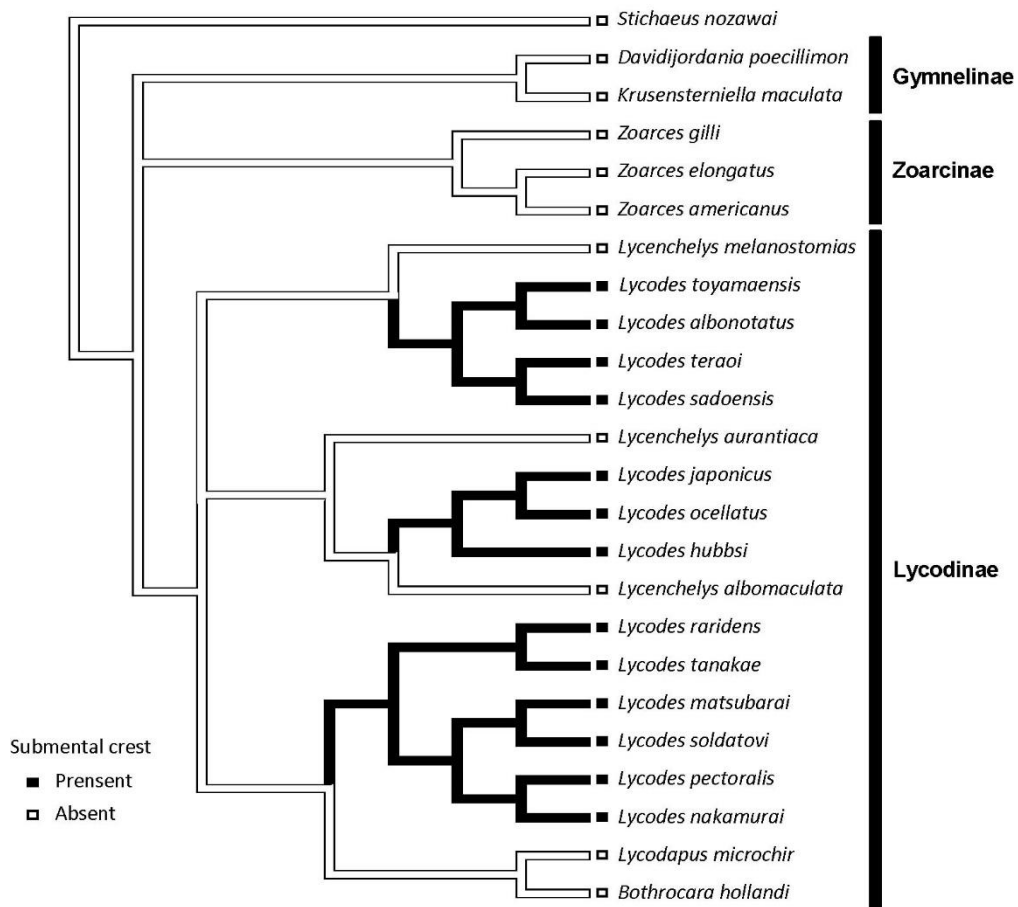 Stichaeus nozawai
Davidijordania poecillimon
Krusensterniella maculata
Gymnelinae
Zoarces gilli
Zoarces elongatus
Zoarces americanus
Zoarcinae
Lycenchelys melanostomias
Lycodes toyamaensis
Lycodes albonotatus
Lycodes teraoi
Lycodes sadoensis
Lycenchelys aurantiaca
Lycodes japonicus
Lycodes ocellatus
Lycodes hubbsi
Lycenchelys albomaculata
Lycodes raridens
Lycodes tanakae
Lycodes matsubarai
Lycodes soldatovi
Lycodes pectoralis
Lycodes nakamurai
Lycodapus microchir
Bothrocara hollandi
Lycodinae
Submental crest
Prensent
Absent